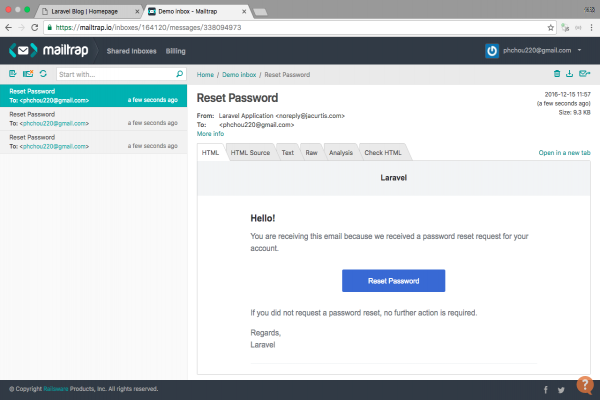 Laravel Blog | Homepage
Demo inbox - Mailtrap
https://mailtrap.io/inboxes/164120/messages/338094973
mailtrap
Shared Inboxes
Billing
phchou220@gmail.com
Start with...
Home / Demo inbox / Reset Password
Reset Password
To: <phchou220@gmail.com>
a few seconds ago
Reset Password
To: <phchou220@gmail.com>
a few seconds ago
Reset Password
To: <phchou220@gmail.com>
a few seconds ago
Reset Password
2016-12-15 11:57
(a few seconds ago)
Size: 9.3 KB
From: Laravel Application <noreply@jacurtis.com>
To: <phchou220@gmail.com>
More info
HTML
HTML Source
Text
Raw
Analysis
Check HTML
Open in a new tab
Laravel
Hello!
You are receiving this email because we received a password reset request for your
account.
Reset Password
If you did not request a password reset, no further action is required.
Regards,
Laravel
© Copyright Railsware Products, Inc. All rights reserved.
?